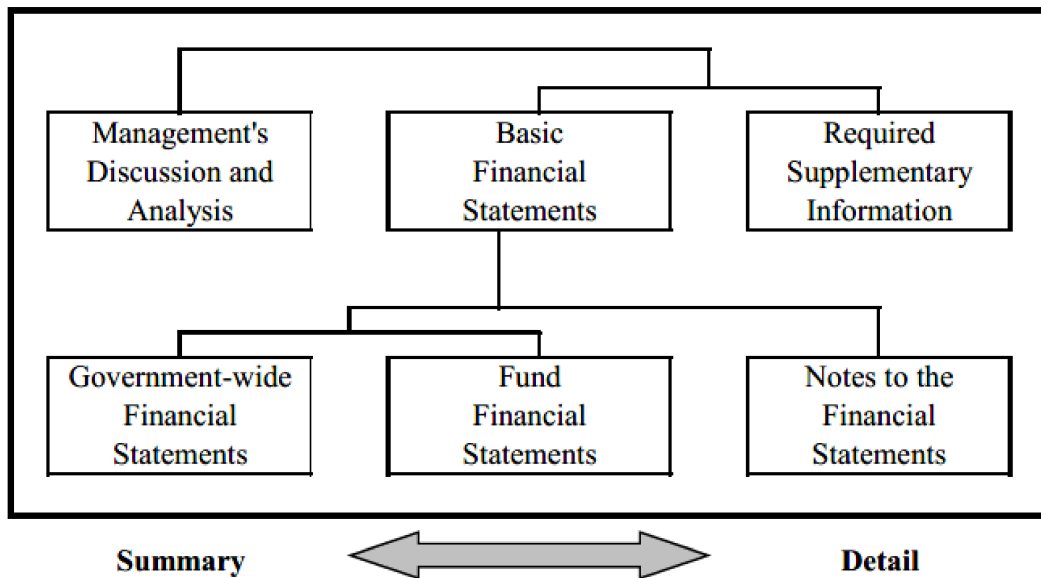 Management's
Discussion and
Analysis
Basic
Financial
Statements
Required
Supplementary
Information
Government-wide
Financial
Statements
Fund
Financial
Statements
Notes to the
Financial
Statements
Summary
Detail